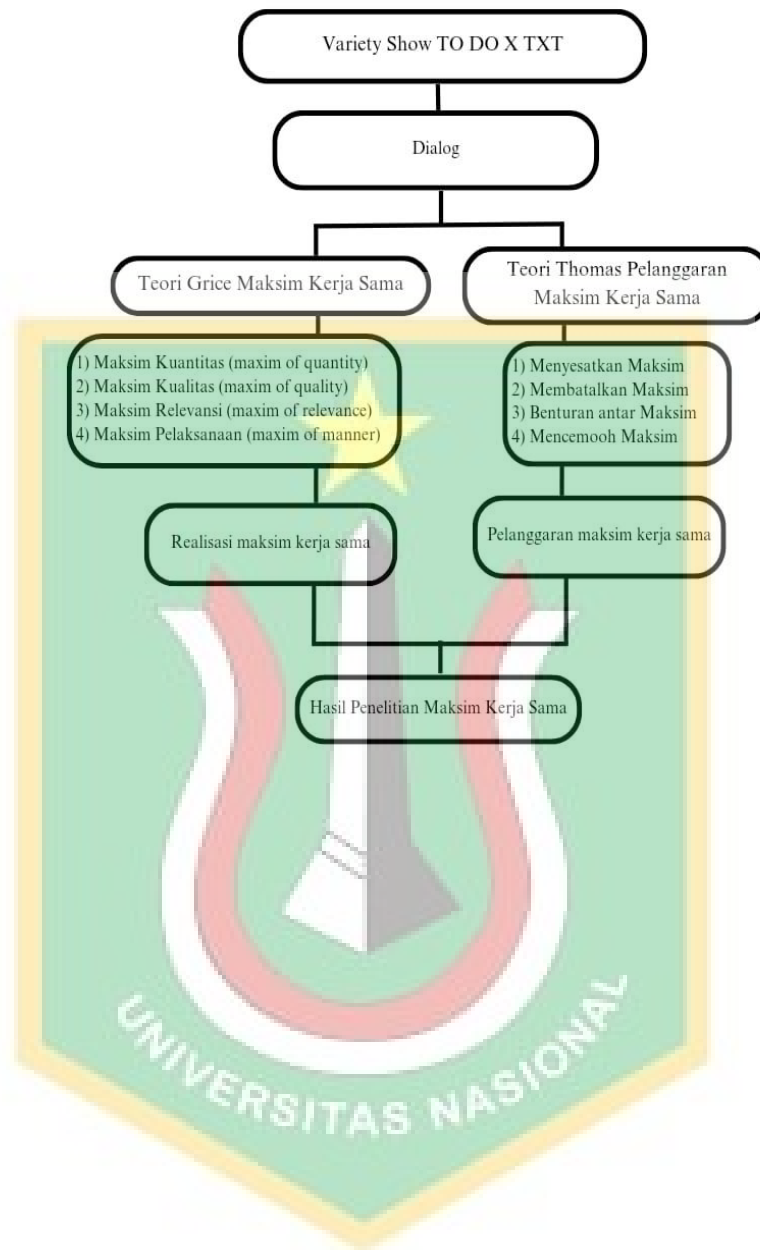 Variety Show TO DO X TXT
Dialog
Teori Grice Maksim Kerja Sama
Teori Thomas Pelanggaran
Maksim Kerja Sama
1) Maksim Kuantitas (maxim of quantity)
2) Maksim Kualitas (maxim of quality)
3) Maksim Relevansi (maxim of relevance)
4) Maksim Pelaksanaan (maxim of manner)
1) Menyesatkan Maksim
2) Membatalkan Maksim
3) Benturan antar Maksim
4) Mencemooh Maksim
Realisasi maksim kerja sama
Pelanggaran maksim kerja sama
Hasil Penelitian Maksim Kerja Sama
UNIVERSITAS NASIONAL